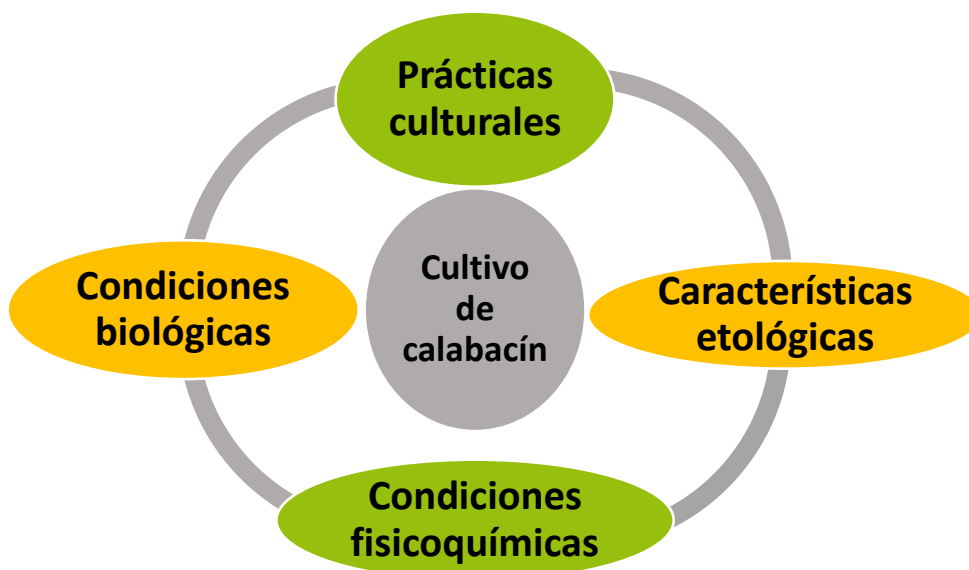 Prácticas
culturales
Condiciones
biológicas
Cultivo
de
calabacín
Características
etológicas
Condiciones
fisicoquímicas